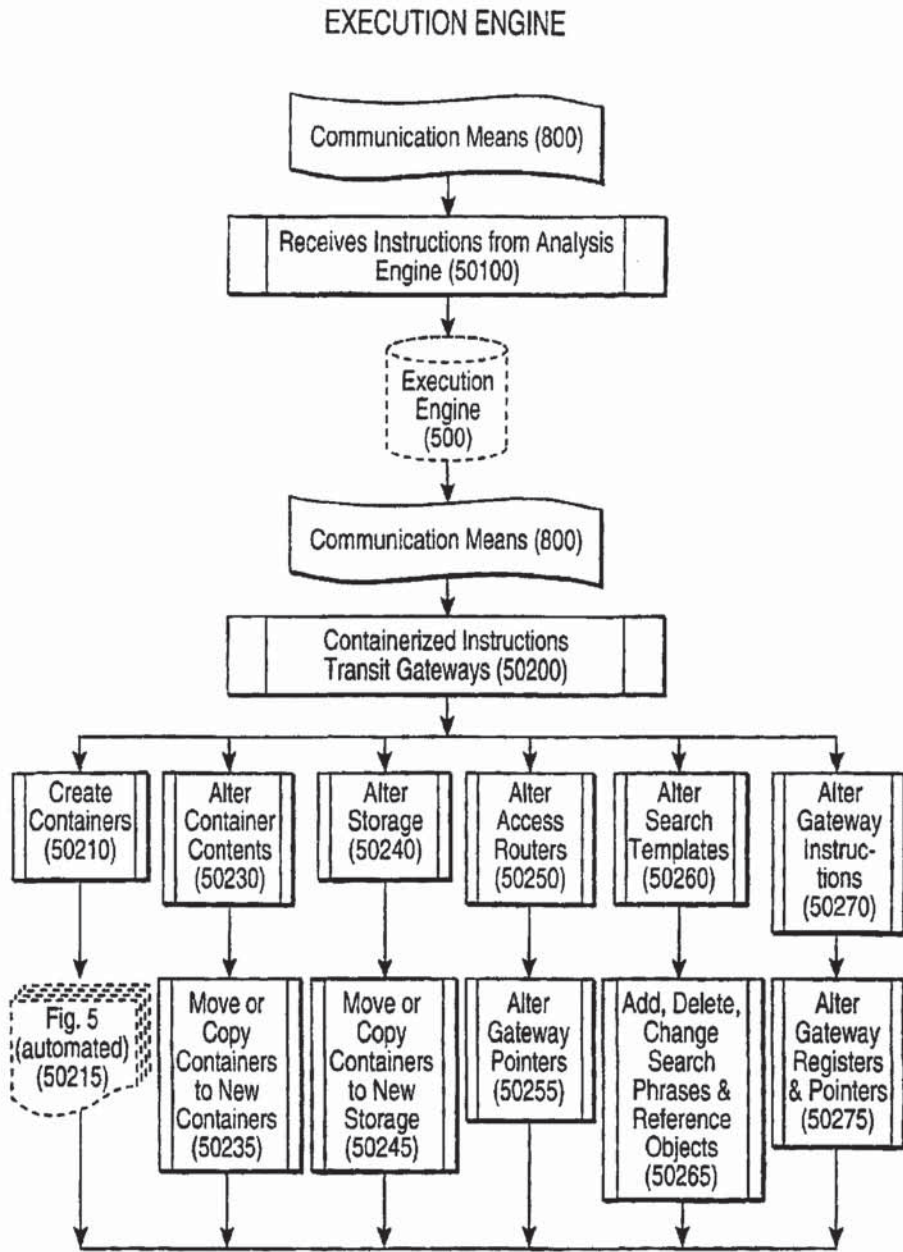 EXECUTION ENGINE
Communication Means (800)
Receives Instructions from Analysis
Engine (50100)
Execution
Engine
(500)
Communication Means (800)
Containerized Instructions
Transit Gateways (50200)
Create
Containers
(50210)
Alter
Container
Contents
(50230)
Alter
Storage
(50240)
Alter
Access
Routers
(50250)
Alter
Search
Templates
(50260)
Alter
Gateway
Instruc-
tions
(50270)
Fig. 5
(automated)
(50215)
Move or
Copy
Containers
to New
Containers
(50235)
Move or
Copy
Containers
to New
Storage
(50245)
Alter
Gateway
Pointers
(50255)
Add, Delete,
Change
Search
Phrases &
Reference
Objects
(50265)
Alter
Gateway
Registers
& Pointers
(50275)